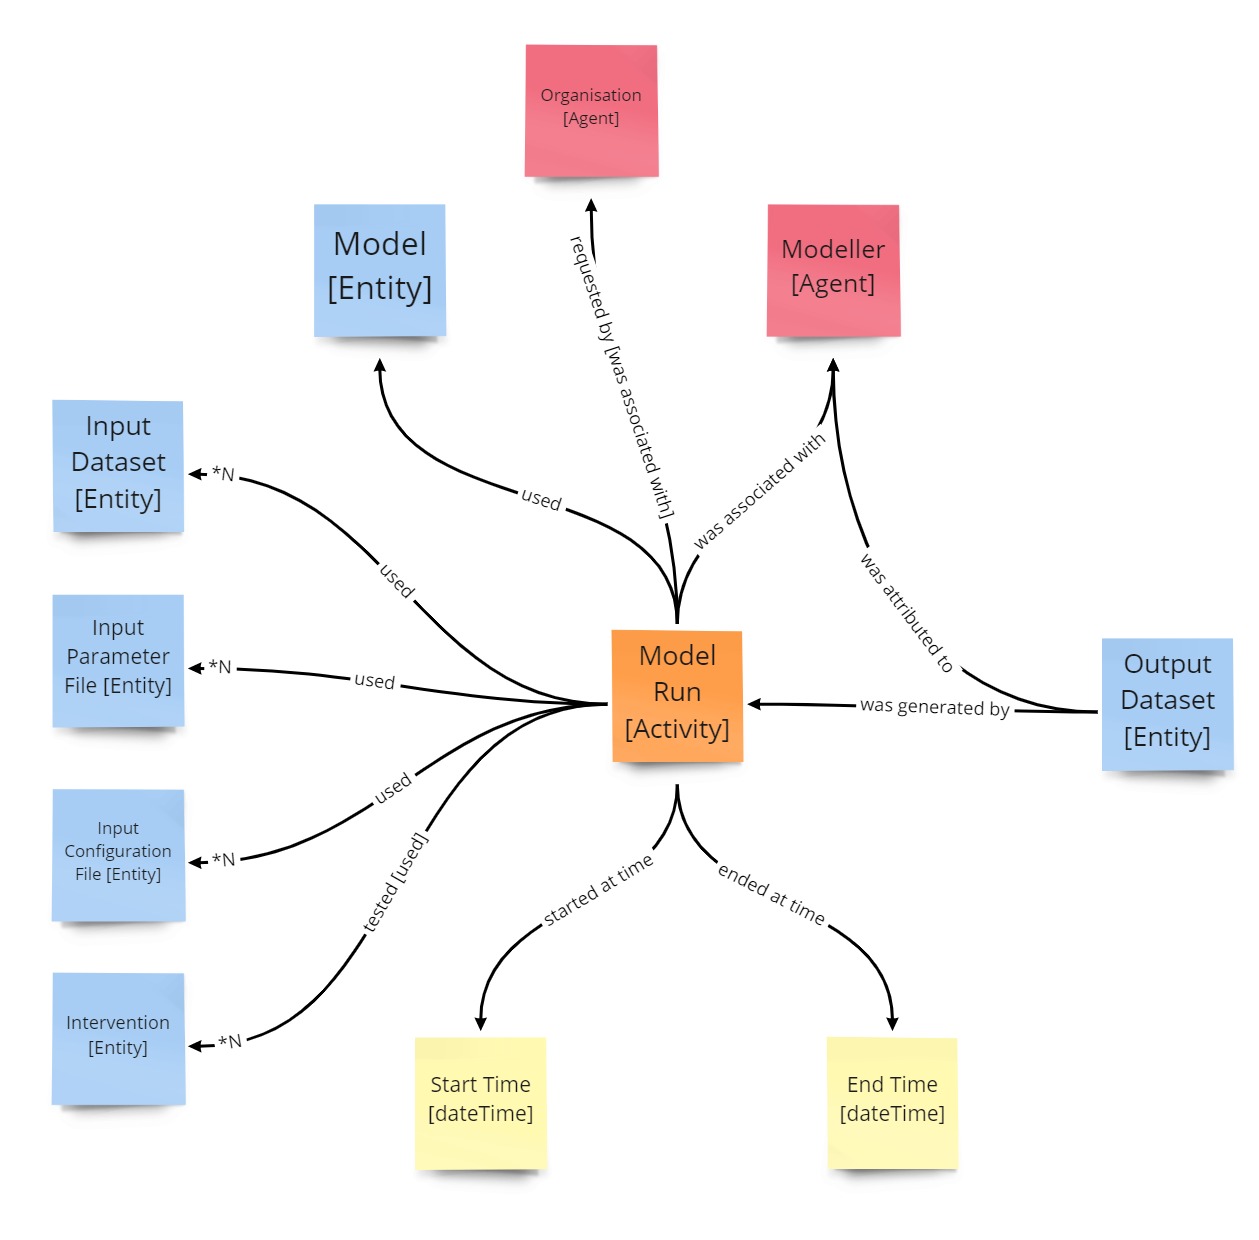 Organisation
[Agent]
Model
[Entity]
Modeller
[Agent]
requested by [was associated with]
Input
Dataset
[Entity]
*N
used
used
was associated with
was attributed to
Input
Parameter
File [Entity]
*N
used
Model
Run
[Activity]
was generated by
Output
Dataset
[Entity]
Input
Configuration
File [Entity]
*N
used
tested [used]
started at time
ended at time
Intervention
[Entity]
*N
Start Time
[dateTime]
End Time
[dateTime]